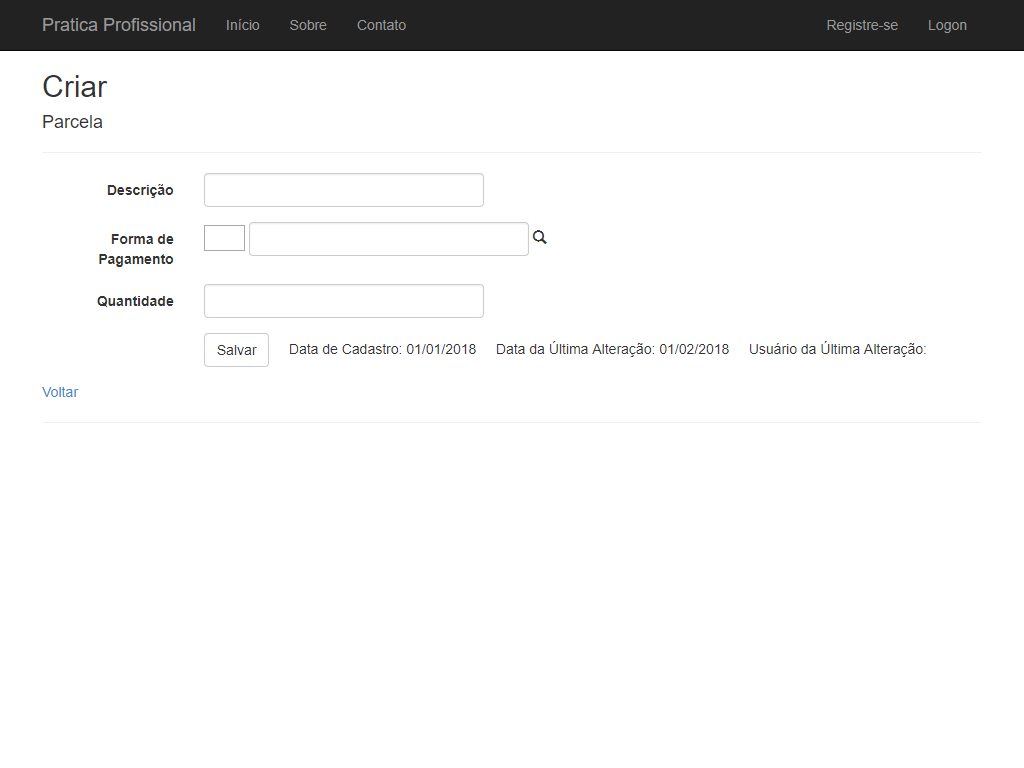 Pratica Profissional Início Sobre Contato Registre-se Logon
Criar
Parcela
Descrição
Forma de
Pagamento
Quantidade
Salvar Data de Cadastro: 01/01/2018 Data da Última Alteração: 01/02/2018 Usuário da Última Alteração:
Voltar